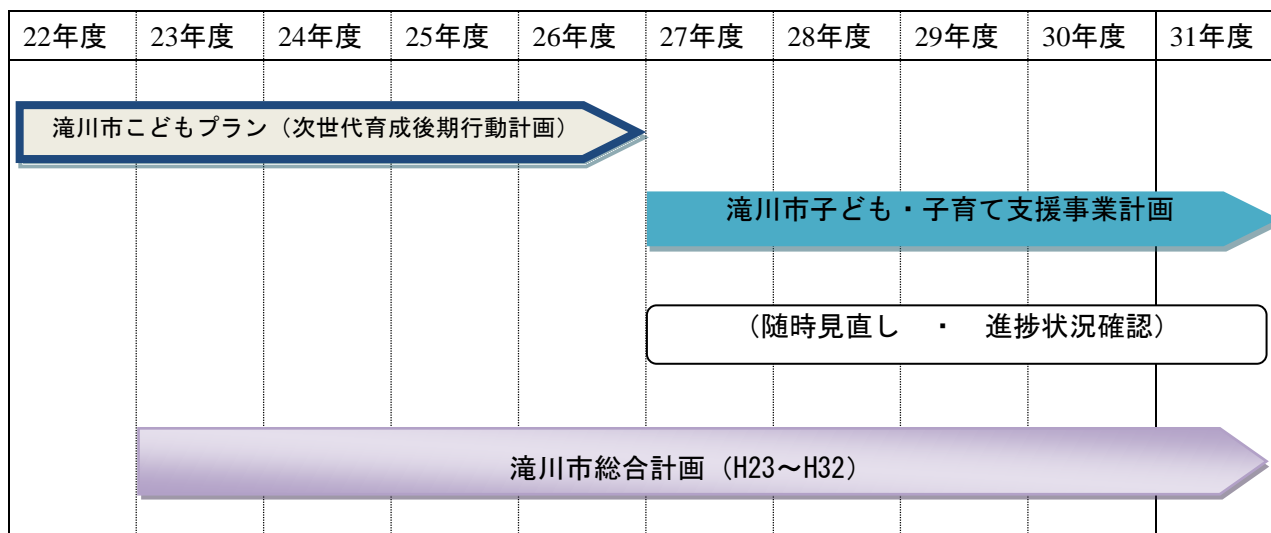 22年度 23年度 24年度 25年度 26年度 27年度 28年度 29年度 30年度 31年度
滝川市こどもプラン（次世代育成後期行動計画）
滝川市子ども・子育て支援事業計画
（随時見直し ・ 進捗状況確認）
滝川市総合計画（H23～H32）